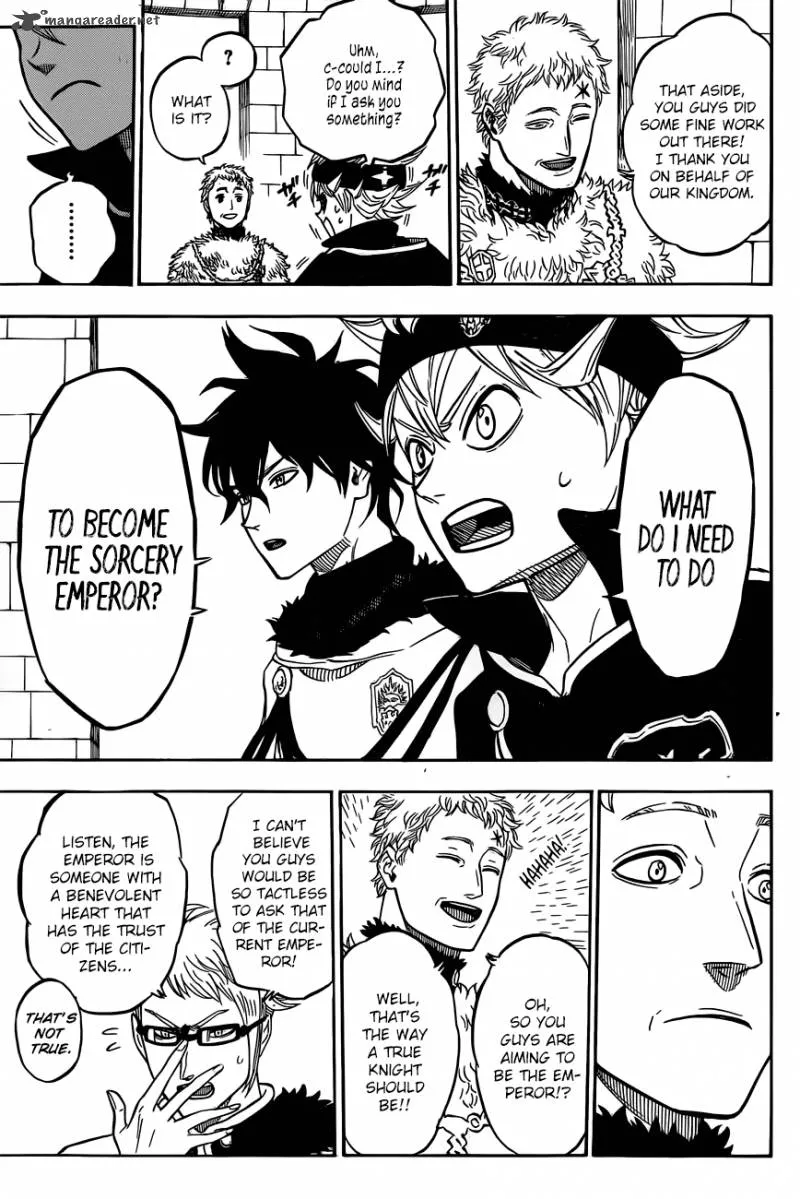 mangareader.net
THAT ASIDE,
YOU GUYS DID
SOME FINE WORK
OUT THERE!
I THANK YOU
ON BEHALF OF
OUR KINGDOM.
Uhm,
c-could I...?
Do you mind
if I ask you
something?
?
WHAT
IS IT?
........
WHAT
DO I NEED
TO DO
TO BECOME
THE SORCERY
EMPEROR?
HAHAHA!
OH,
SO YOU
GUYS ARE
AIMING TO
BE THE EM-
PEROR!?
WELL,
THAT'S
THE WAY
A TRUE
KNIGHT
SHOULD
BE!!
I CAN'T
BELIEVE
YOU GUYS
WOULD BE
SO TACTLESS
TO ASK THAT
OF THE CUR-
RENT EMPE-
ROR!
LISTEN, THE
EMPEROR IS
SOMEONE WITH
A BENEVOLENT
HEART THAT
HAS THE TRUST
OF THE CITI-
ZENS...
THAT'S
NOT
TRUE.